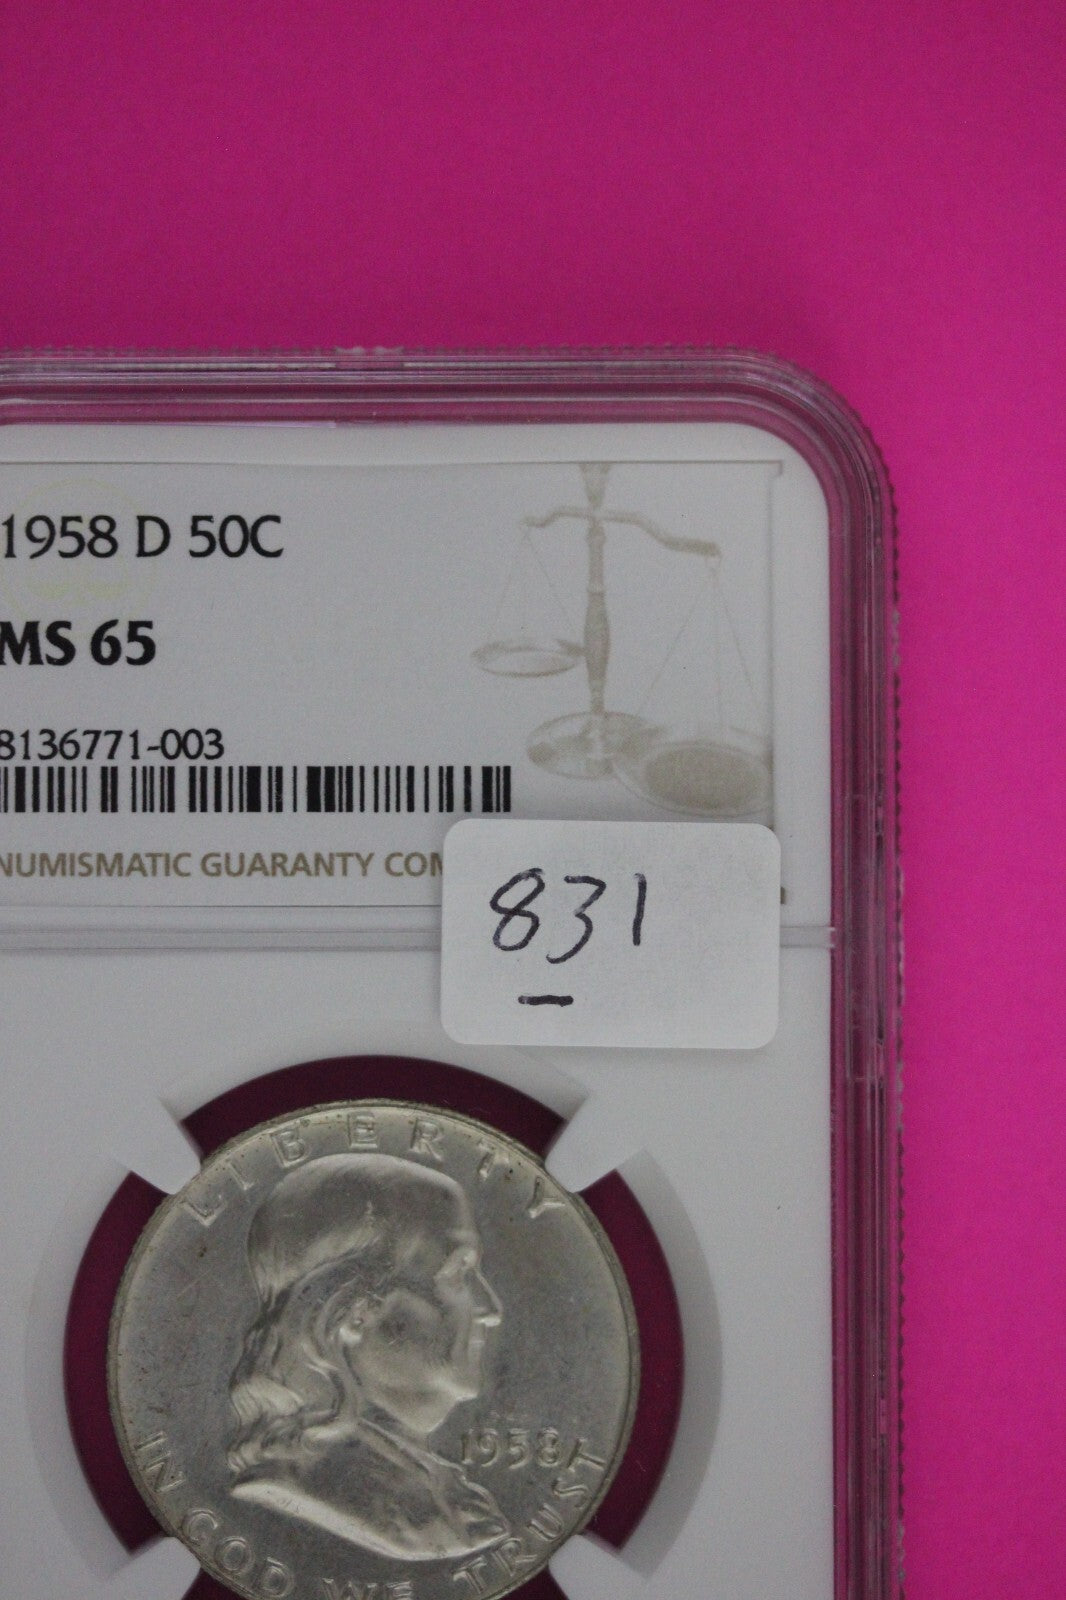 1958 D 50C
MS 65
8136771-003
NUMISMATIC GUARANTY COM
831
LIBERTY
1958
IN GOD WE TRUST